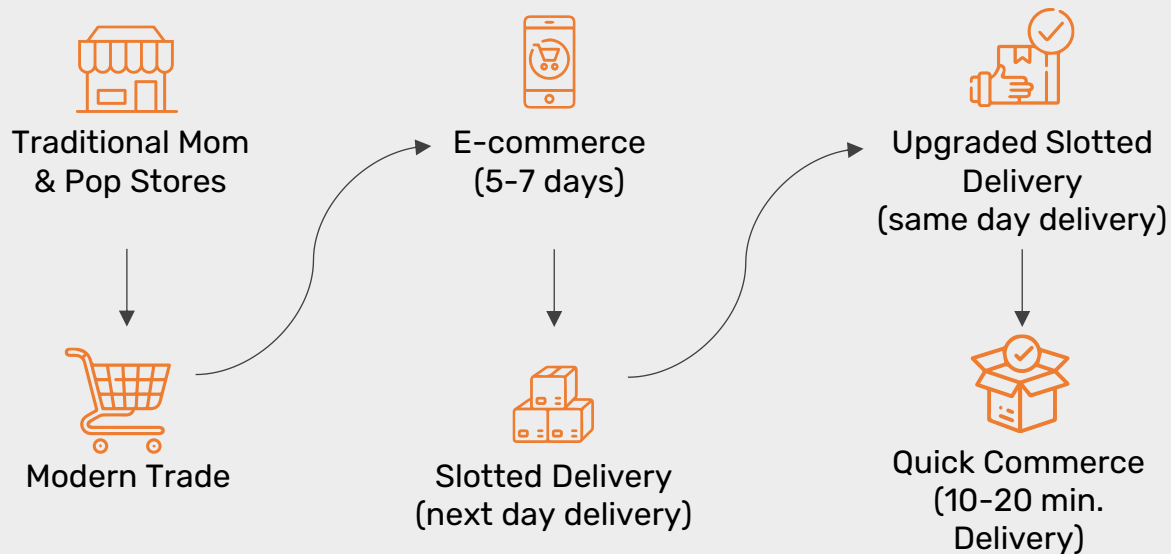 Traditional Mom
& Pop Stores
Modern Trade
E-commerce
(5-7 days)
Slotted Delivery
(next day delivery)
Upgraded Slotted
Delivery
(same day delivery)
Quick Commerce
(10-20 min.
Delivery)